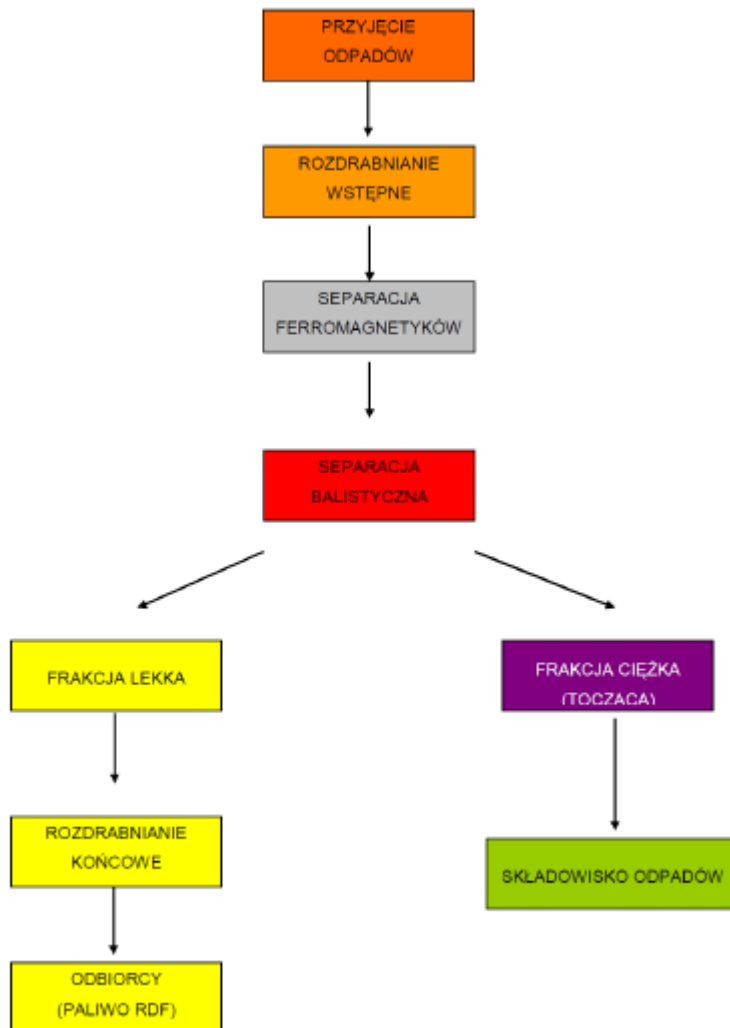 PRZYJĘCIE
ODPADÓW
ROZDRABNIANIE
WSTĘPNE
SEPARACJA
FERROMAGNETYKÓW
SEPARACJA
BALISTYCZNA
FRAKCJA LEKKA
FRAKCJA CIĘŻKA
(TOCZĄCA)
ROZDRABNIANIE
KOŃCOWE
SKŁADOWISKO ODPADÓW
ODBIORCY
(PALIWO RDF)